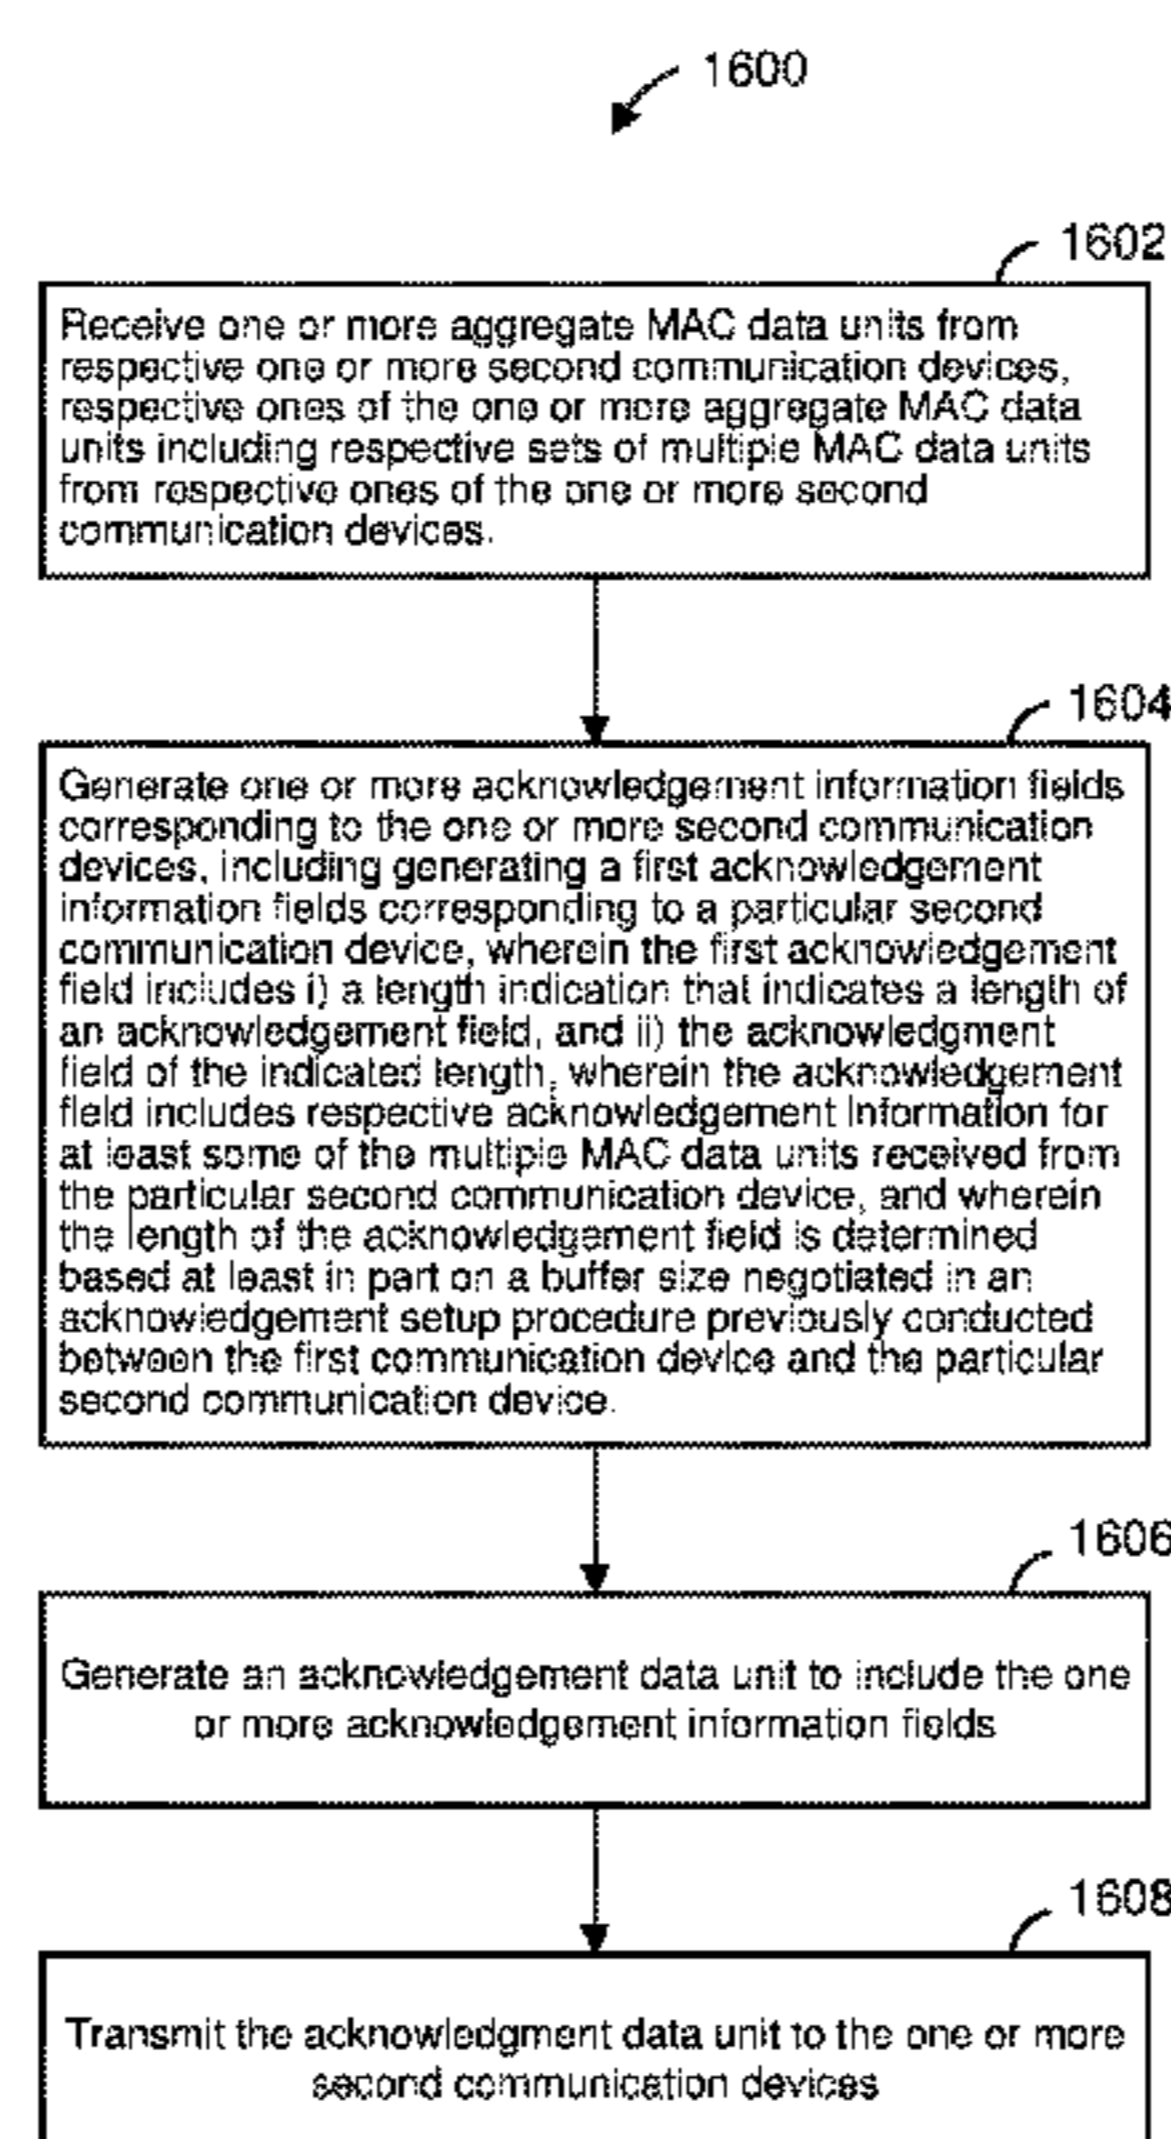 1600
1602
Receive one or more aggregate MAC data units from
respective one or more second communication devices,
respective ones of the one or more aggregate MAC data
units including respective sets of multiple MAC data units
from respective ones of the one or more second
communication devices.
1604
Generate one or more acknowledgement information fields
corresponding to the one or more second communication
devices, including generating a first acknowledgement
information fields corresponding to a particular second
communication device, wherein the first acknowledgement
field includes i) a length indication that indicates a length of
an acknowledgement field, and ii) the acknowledgment
field of the indicated length, wherein the acknowledgement
field includes respective acknowledgement Information for
at least some of the multiple MAC data units received from
the particular second communication device, and wherein
the length of the acknowledgement field is determined
based at least in part on a buffer size negotiated in an
acknowledgement setup procedure previously conducted
between the first communication device and the particular
second communication device.
1606
Generate an acknowledgement data unit to include the one
or more acknowledgement information fields
1608
Transmit the acknowledgment data unit to the one or more
second communication devices